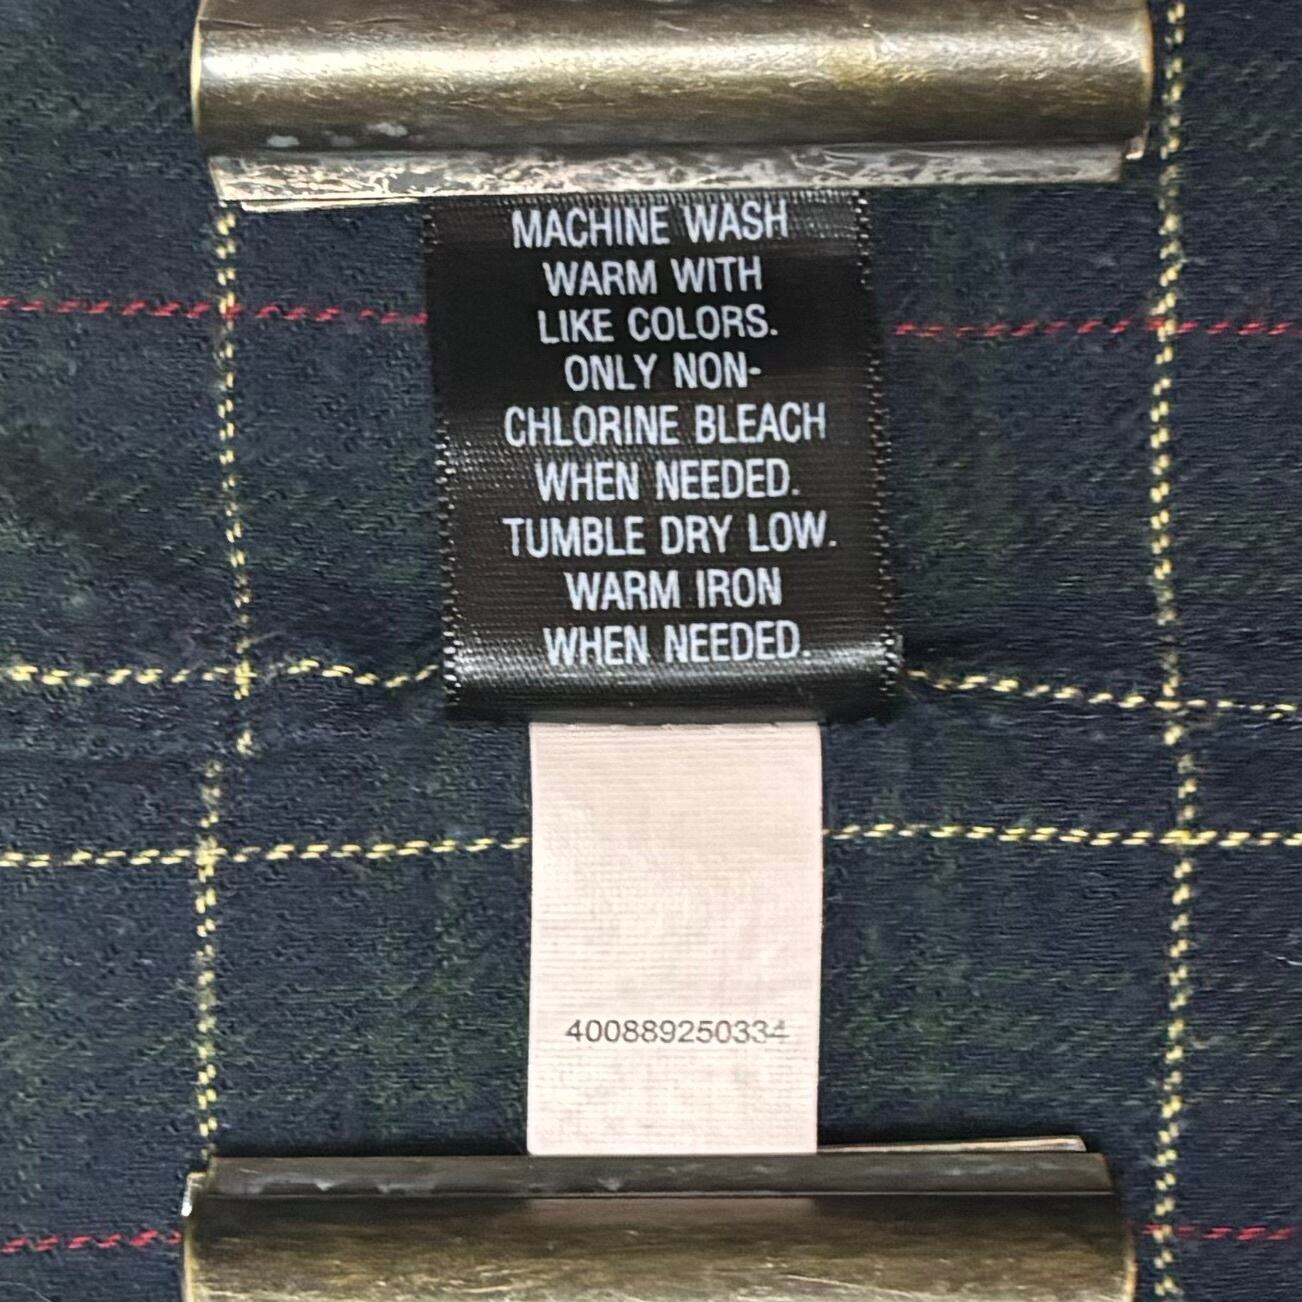 MACHINE WASH
WARM WITH
LIKE COLORS.
ONLY NON-
CHLORINE BLEACH
WHEN NEEDED.
TUMBLE DRY LOW.
WARM IRON
WHEN NEEDED.
400889250334